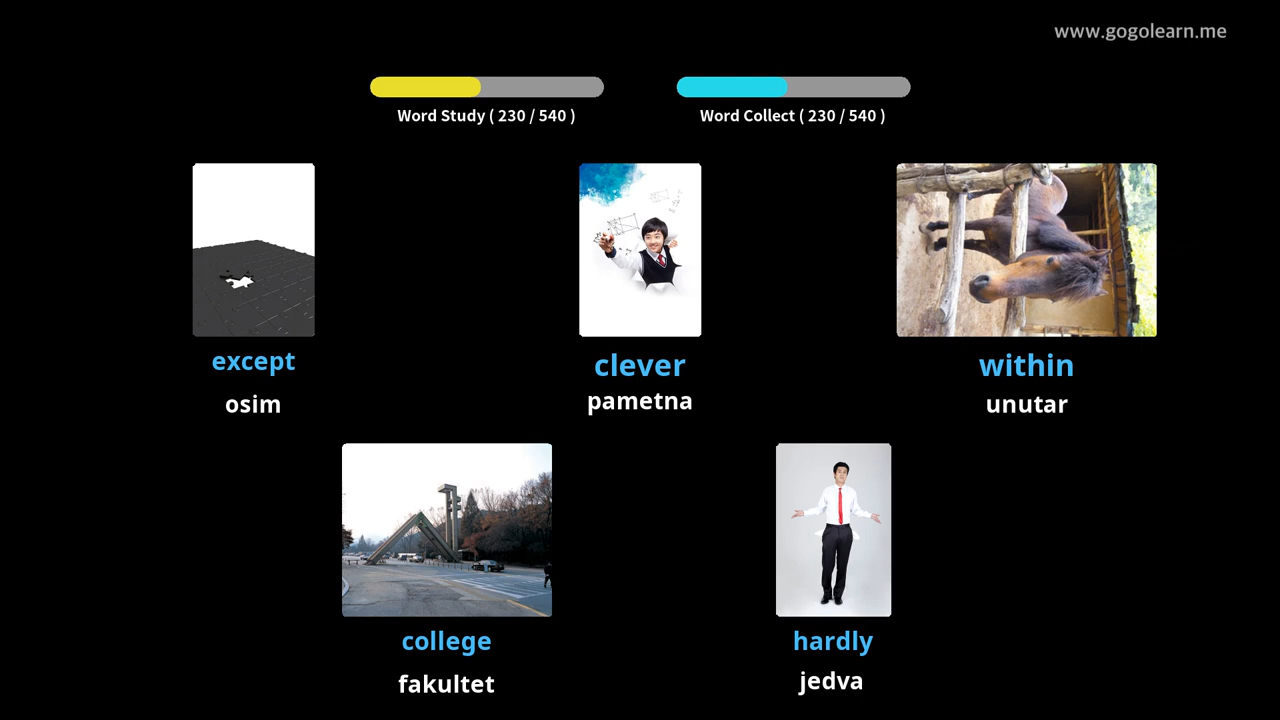 www.gogolearn.me
Word Study ( 230 / 540 )
Word Collect ( 230 / 540 )
except
osim
clever
pametna
within
unutar
college
fakultet
hardly
jedva